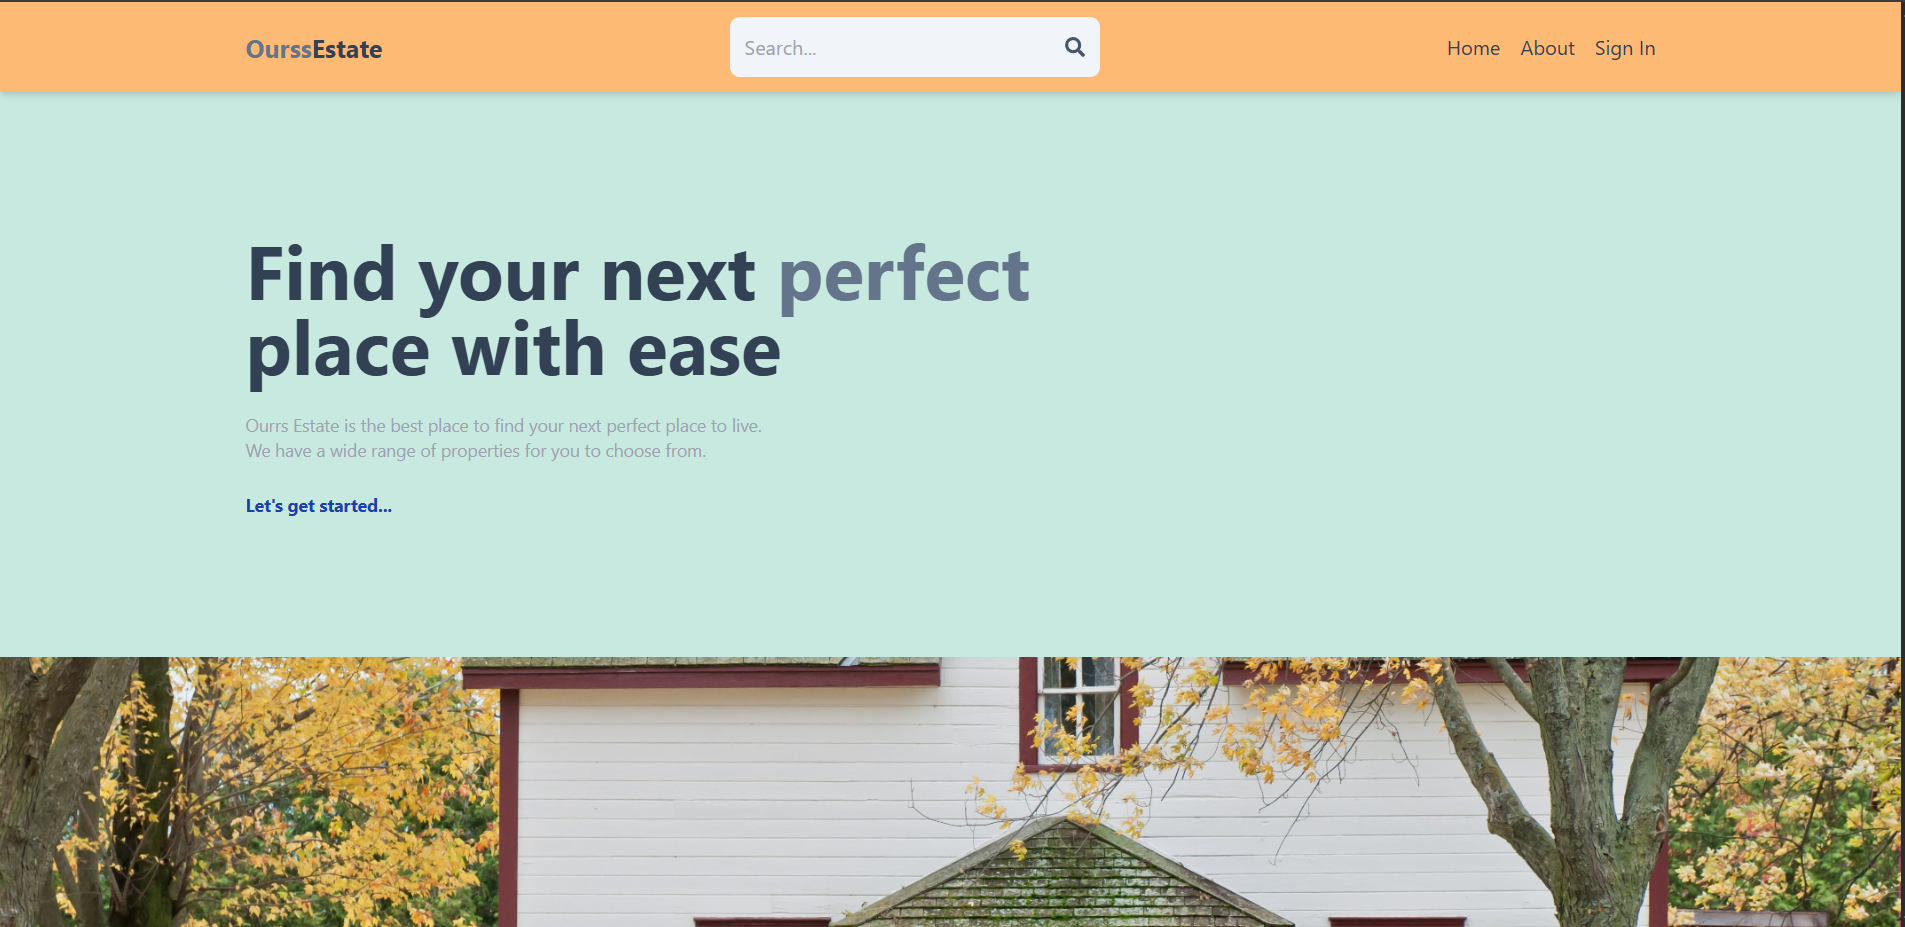 OurssEstate
Search...
Home About Sign In
Find your next perfect
place with ease
Ourrs Estate is the best place to find your next perfect place to live.
We have a wide range of properties for you to choose from.
Let's get started...